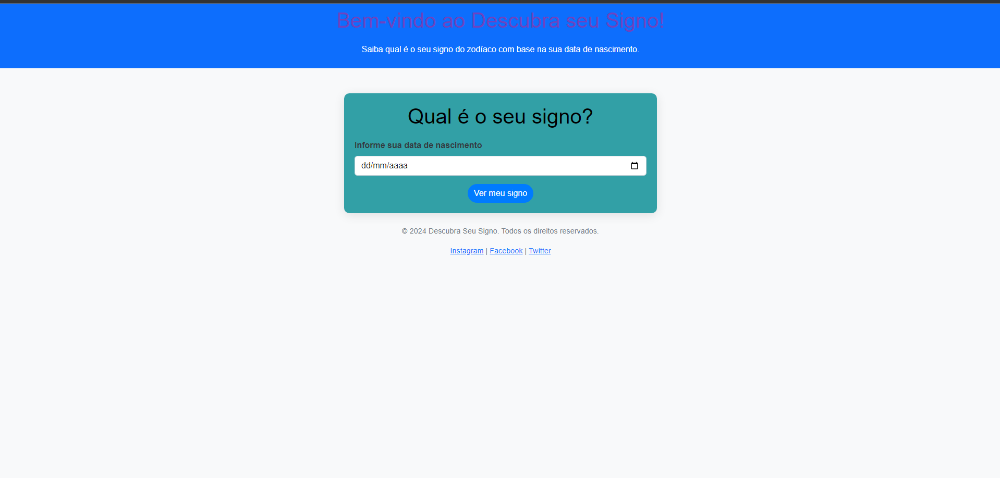 Bem-vindo ao Descubra seu Signo!
Saiba qual é o seu signo do zodíaco com base na sua data de nascimento.
Qual é o seu signo?
Informe sua data de nascimento
dd/mm/aaaa
Ver meu signo
© 2024 Descubra Seu Signo. Todos os direitos reservados.
Instagram | Facebook | Twitter